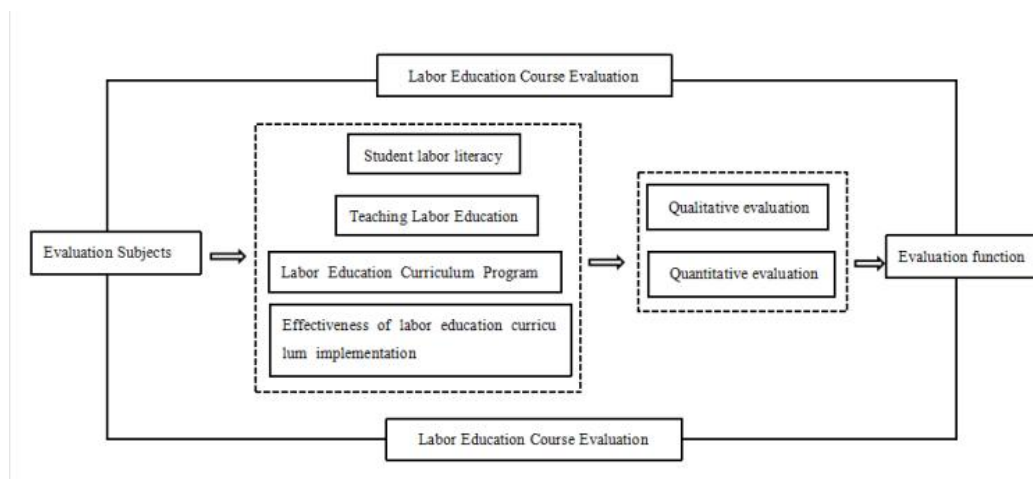 Labor Education Course Evaluation
Student labor literacy
Teaching Labor Education
Evaluation Subjects
Labor Education Curriculum Program
Effectiveness of labor education curricu
lum implementation
Qualitative evaluation
Quantitative evaluation
Evaluation function
Labor Education Course Evaluation